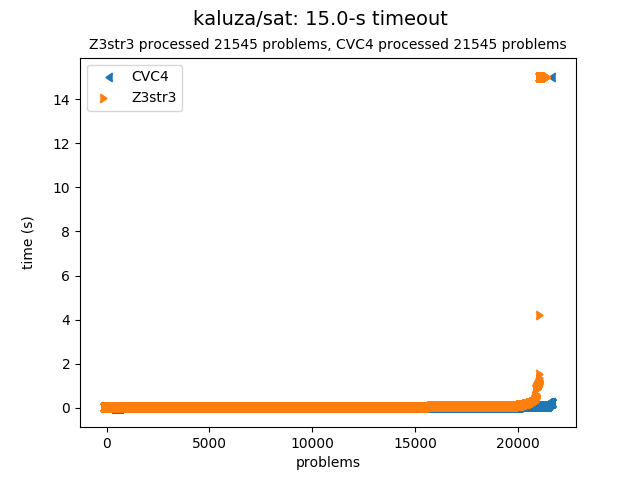 kaluza/sat: 15.0-s timeout
Z3str3 processed 21545 problems, CVC4 processed 21545 problems
CVC4
Z3str3
14
12
10
8
6
4
2
0
time (s)
0 5000 10000 15000 20000
problems